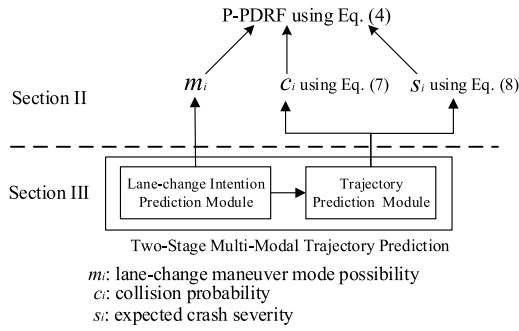 P-PDRF using Eq. (4)
mi
ci using Eq. (7)
si using Eq. (8)
Section II
Section III
Lane-change Intention
Prediction Module
Trajectory
Prediction Module
Two-Stage Multi-Modal Trajectory Prediction
mi: lane-change maneuver mode possibility
ci: collision probability
si: expected crash severity